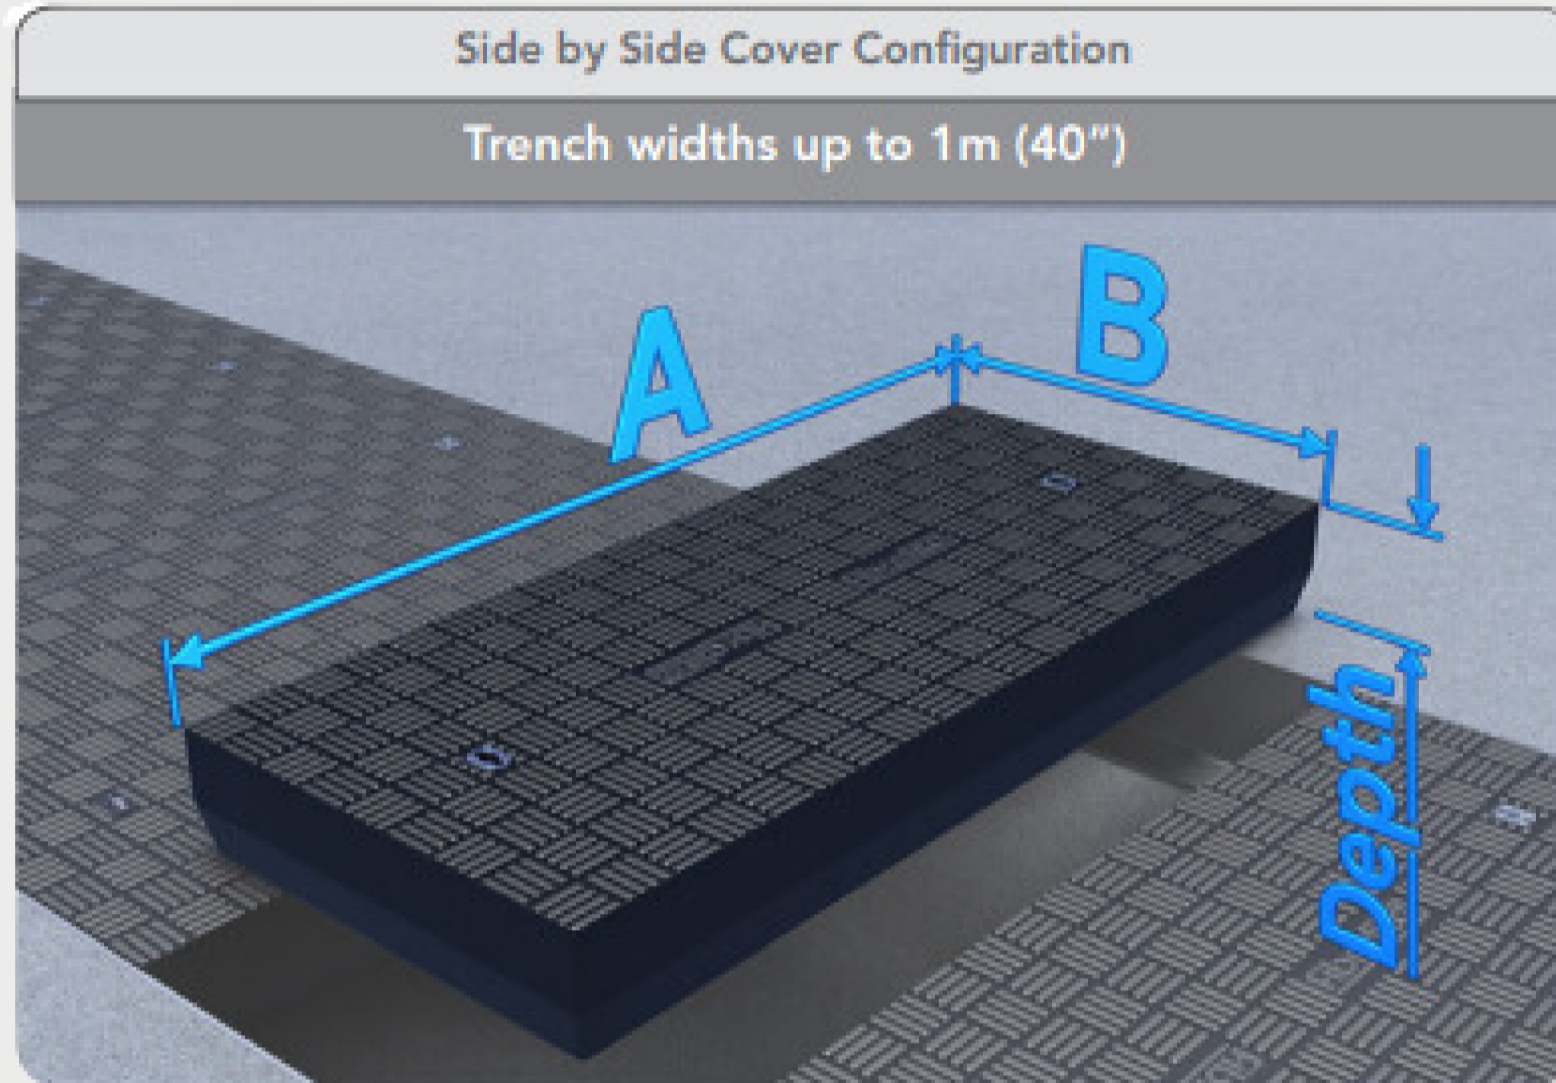 Side by Side Cover Configuration
Trench widths up to 1m (40”)
A
B
Depth